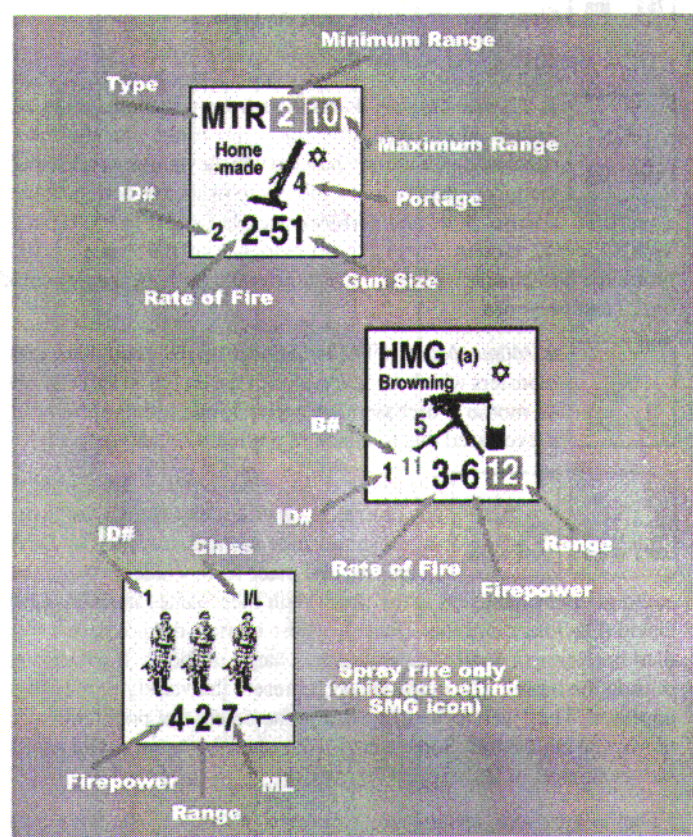 Minimum Range
Type
MTR 2 10
Home
-made
Maximum Range
4
Portage
ID#
2 2-51
Rate of Fire
Gun Size
HMG (a)
Browning
5
B#
1 11 3-6 12
ID#
Range
Rate of Fire
Firepower
ID#
Class
1 I/L
Spray Fire only
(white dot behind
SMG icon)
4-2-7
Firepower
ML
Range